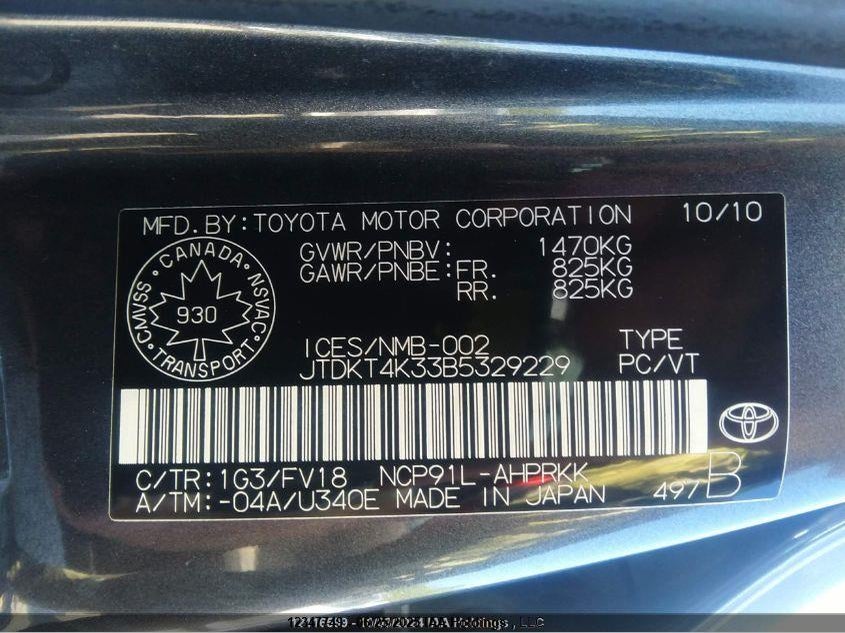 MFD.BY:TOYOTA MOTOR CORPORATION 10/10
GVWR/PNBV: 1470KG
GAWR/PNBE:FR. 825KG
RR. 825KG
CANADA
CMVSS NSVAC
930
TRANSPORT
ICES/NMB-002 TYPE
JTDKT4K33B5329229 PC/VT
C/TR:1G3/FV18 NCP91L-AHPRKK
A/TM:-04A/U340E MADE IN JAPAN 497 B
Holdings , LLC